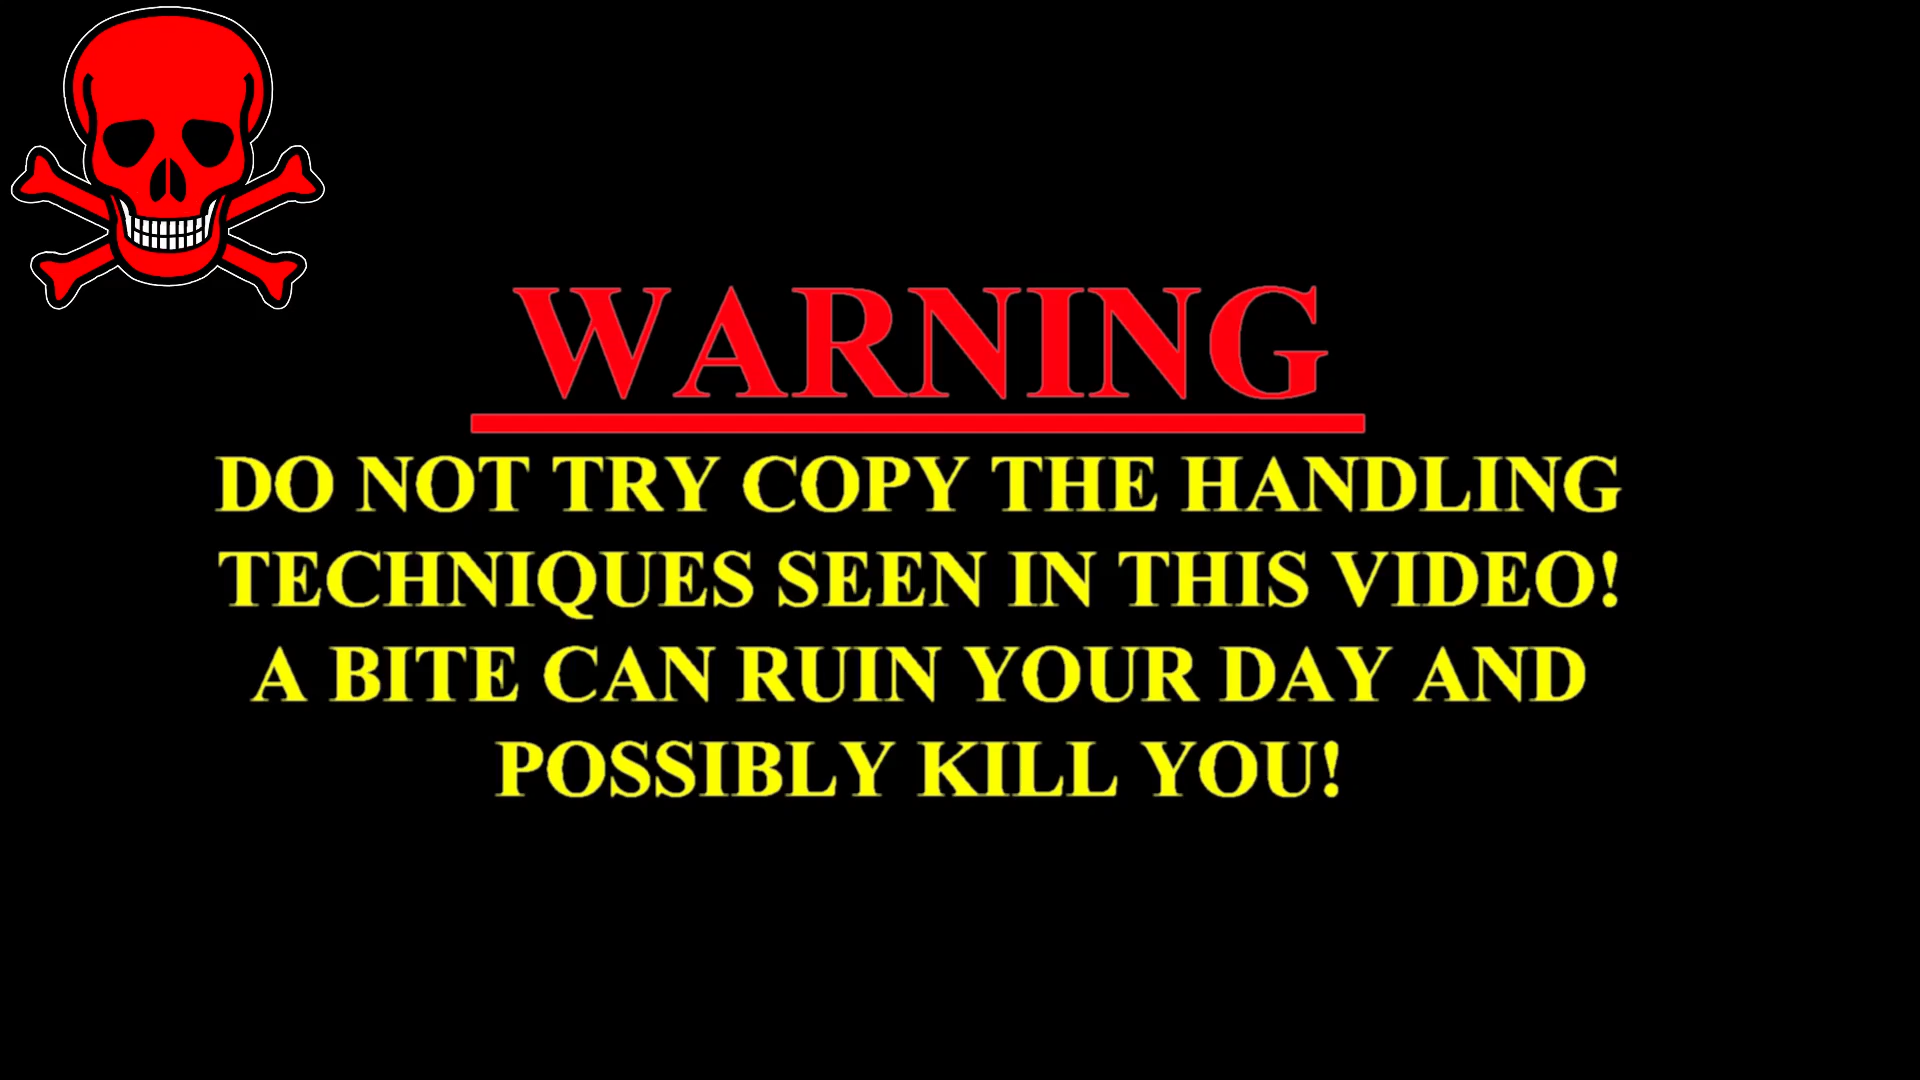 WARNING
DO NOT TRY COPY THE HANDLING
TECHNIQUES SEEN IN THIS VIDEO!
A BITE CAN RUIN YOUR DAY AND
POSSIBLY KILL YOU!